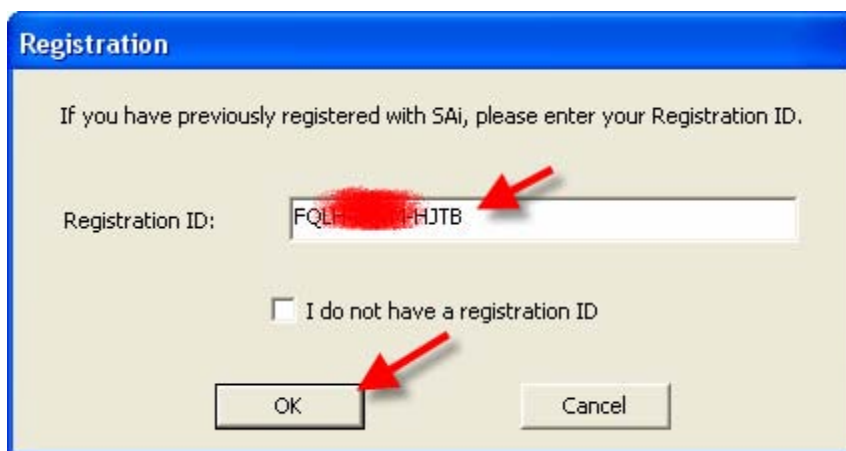 Registration
If you have previously registered with SAi, please enter your Registration ID.
Registration ID:
HJTB
I do not have a registration ID
OK
Cancel